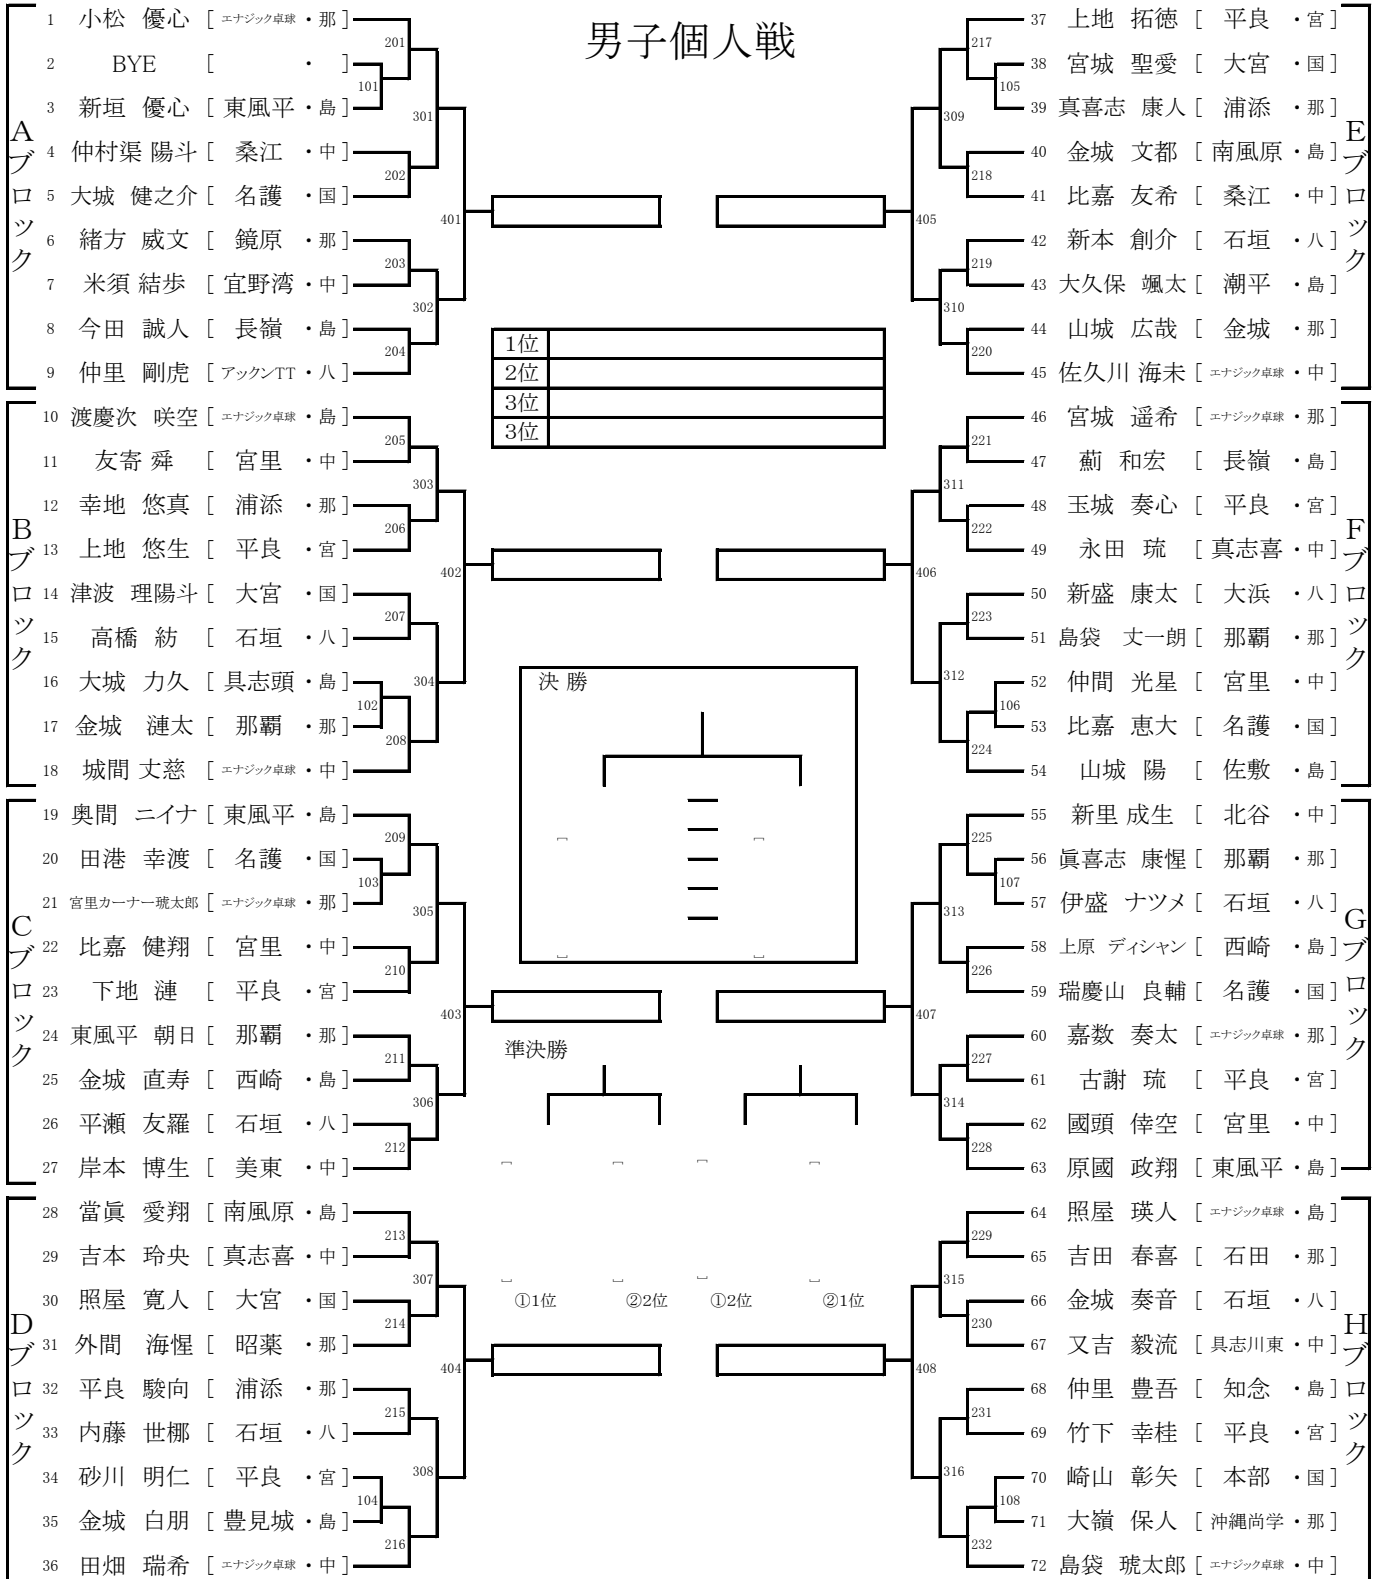 男子個人戦
Aブロック
1 小松 優心 [ エナジック卓球 ・ 那 ]
2 BYE [ ・ ]
3 新垣 優心 [ 東風平 ・ 島 ]
4 仲村渠 陽斗 [ 桑江 ・ 中 ]
5 大城 健之介 [ 名護 ・ 国 ]
6 緒方 威文 [ 鏡原 ・ 那 ]
7 米須 結歩 [ 宜野湾 ・ 中 ]
8 今田 誠人 [ 長嶺 ・ 島 ]
9 仲里 剛虎 [ アックンTT ・ 八 ]
201
101
301
202
401
203
302
204
Bブロック
10 渡慶次 咲空 [ エナジック卓球 ・ 島 ]
11 友寄 舜 [ 宮里 ・ 中 ]
12 幸地 悠真 [ 浦添 ・ 那 ]
13 上地 悠生 [ 平良 ・ 宮 ]
14 津波 理陽斗 [ 大宮 ・ 国 ]
15 高橋 紡 [ 石垣 ・ 八 ]
16 大城 力久 [ 具志頭 ・ 島 ]
17 金城 漣太 [ 那覇 ・ 那 ]
18 城間 丈慈 [ エナジック卓球 ・ 中 ]
205
303
206
402
207
304
102
208
Cブロック
19 奥間 ニイナ [ 東風平 ・ 島 ]
20 田港 幸渡 [ 名護 ・ 国 ]
21 宮里カーナー琥太郎 [ エナジック卓球 ・ 那 ]
22 比嘉 健翔 [ 宮里 ・ 中 ]
23 下地 漣 [ 平良 ・ 宮 ]
24 東風平 朝日 [ 那覇 ・ 那 ]
25 金城 直寿 [ 西崎 ・ 島 ]
26 平瀬 友羅 [ 石垣 ・ 八 ]
27 岸本 博生 [ 美東 ・ 中 ]
209
103
305
210
403
211
306
212
Dブロック
28 當眞 愛翔 [ 南風原 ・ 島 ]
29 吉本 玲央 [ 真志喜 ・ 中 ]
30 照屋 寛人 [ 大宮 ・ 国 ]
31 外間 海惺 [ 昭薬 ・ 那 ]
32 平良 駿向 [ 浦添 ・ 那 ]
33 内藤 世梛 [ 石垣 ・ 八 ]
34 砂川 明仁 [ 平良 ・ 宮 ]
35 金城 白朋 [ 豊見城 ・ 島 ]
36 田畑 瑞希 [ エナジック卓球 ・ 中 ]
213
307
214
404
215
308
104
216
1位
2位
3位
3位
決 勝
[ ]
[ ]
[ ]
[ ]
準決勝
[ ]
[ ]
[ ]
[ ]
[ ]
[ ]
[ ]
[ ]
①1位 ②2位 ①2位 ②1位
Eブロック
37 上地 拓徳 [ 平良 ・ 宮 ]
38 宮城 聖愛 [ 大宮 ・ 国 ]
39 真喜志 康人 [ 浦添 ・ 那 ]
40 金城 文都 [ 南風原 ・ 島 ]
41 比嘉 友希 [ 桑江 ・ 中 ]
42 新本 創介 [ 石垣 ・ 八 ]
43 大久保 颯太 [ 潮平 ・ 島 ]
44 山城 広哉 [ 金城 ・ 那 ]
45 佐久川 海未 [ エナジック卓球 ・ 中 ]
217
105
309
218
405
219
310
220
Fブロック
46 宮城 遥希 [ エナジック卓球 ・ 那 ]
47 薊 和宏 [ 長嶺 ・ 島 ]
48 玉城 奏心 [ 平良 ・ 宮 ]
49 永田 琉 [ 真志喜 ・ 中 ]
50 新盛 康太 [ 大浜 ・ 八 ]
51 島袋 丈一朗 [ 那覇 ・ 那 ]
52 仲間 光星 [ 宮里 ・ 中 ]
53 比嘉 恵大 [ 名護 ・ 国 ]
54 山城 陽 [ 佐敷 ・ 島 ]
221
311
222
406
223
312
106
224
Gブロック
55 新里 成生 [ 北谷 ・ 中 ]
56 眞喜志 康惺 [ 那覇 ・ 那 ]
57 伊盛 ナツメ [ 石垣 ・ 八 ]
58 上原 ディシャン [ 西崎 ・ 島 ]
59 瑞慶山 良輔 [ 名護 ・ 国 ]
60 嘉数 奏太 [ エナジック卓球 ・ 那 ]
61 古謝 琉 [ 平良 ・ 宮 ]
62 國頭 倖空 [ 宮里 ・ 中 ]
63 原國 政翔 [ 東風平 ・ 島 ]
225
107
313
226
407
227
314
228
Hブロック
64 照屋 瑛人 [ エナジック卓球 ・ 島 ]
65 吉田 春喜 [ 石田 ・ 那 ]
66 金城 奏音 [ 石垣 ・ 八 ]
67 又吉 毅流 [ 具志川東 ・ 中 ]
68 仲里 豊吾 [ 知念 ・ 島 ]
69 竹下 幸桂 [ 平良 ・ 宮 ]
70 崎山 彰矢 [ 本部 ・ 国 ]
71 大嶺 保人 [ 沖縄尚学 ・ 那 ]
72 島袋 琥太郎 [ エナジック卓球 ・ 中 ]
229
315
230
408
231
316
108
232